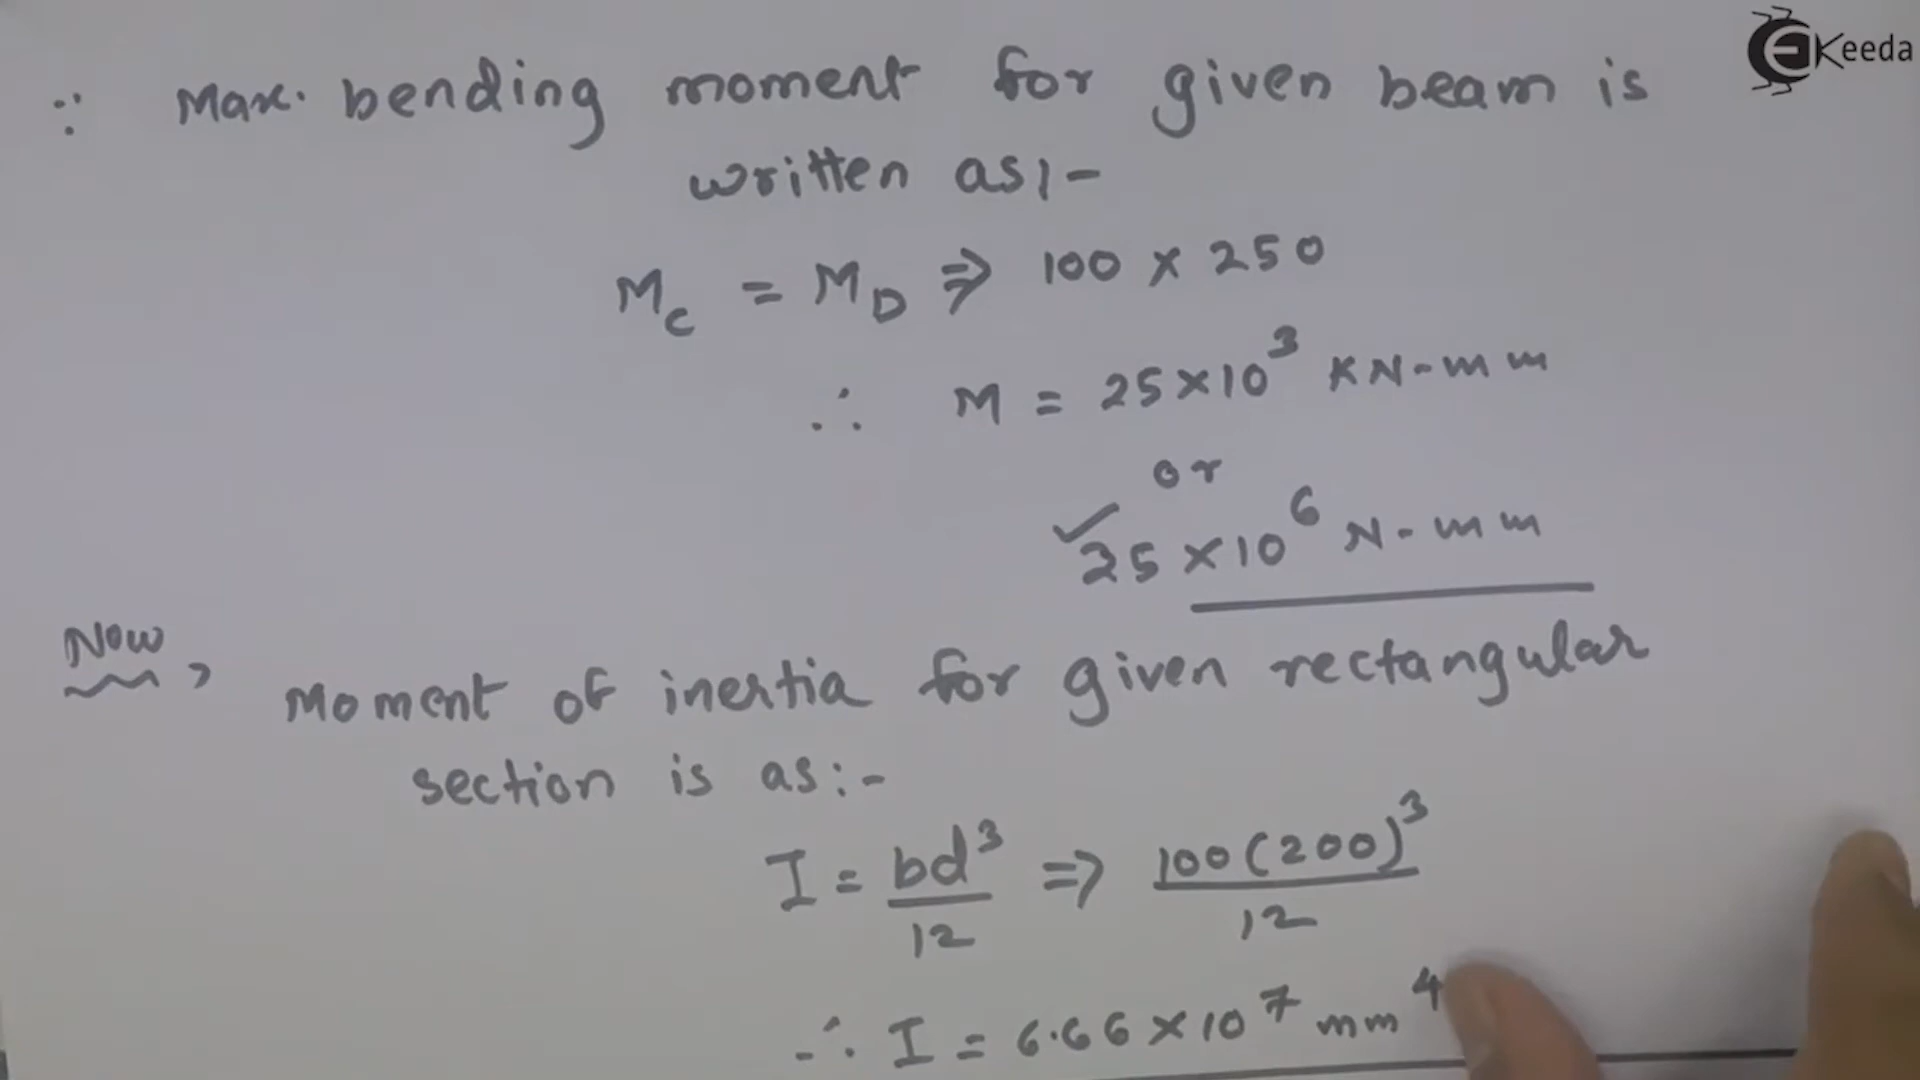 Keeda
∵ Max. bending moment for given beam is
written as:-
M_C = M_D ⇒ 100 × 250
∴ M = 25×10³ KN-mm
or
✓25×10⁶ N-mm
Now,
Moment of inertia for given rectangular
section is as:-
I = bd³/12 ⇒ 100(200)³/12
∴ I = 6.66×10⁷ mm⁴